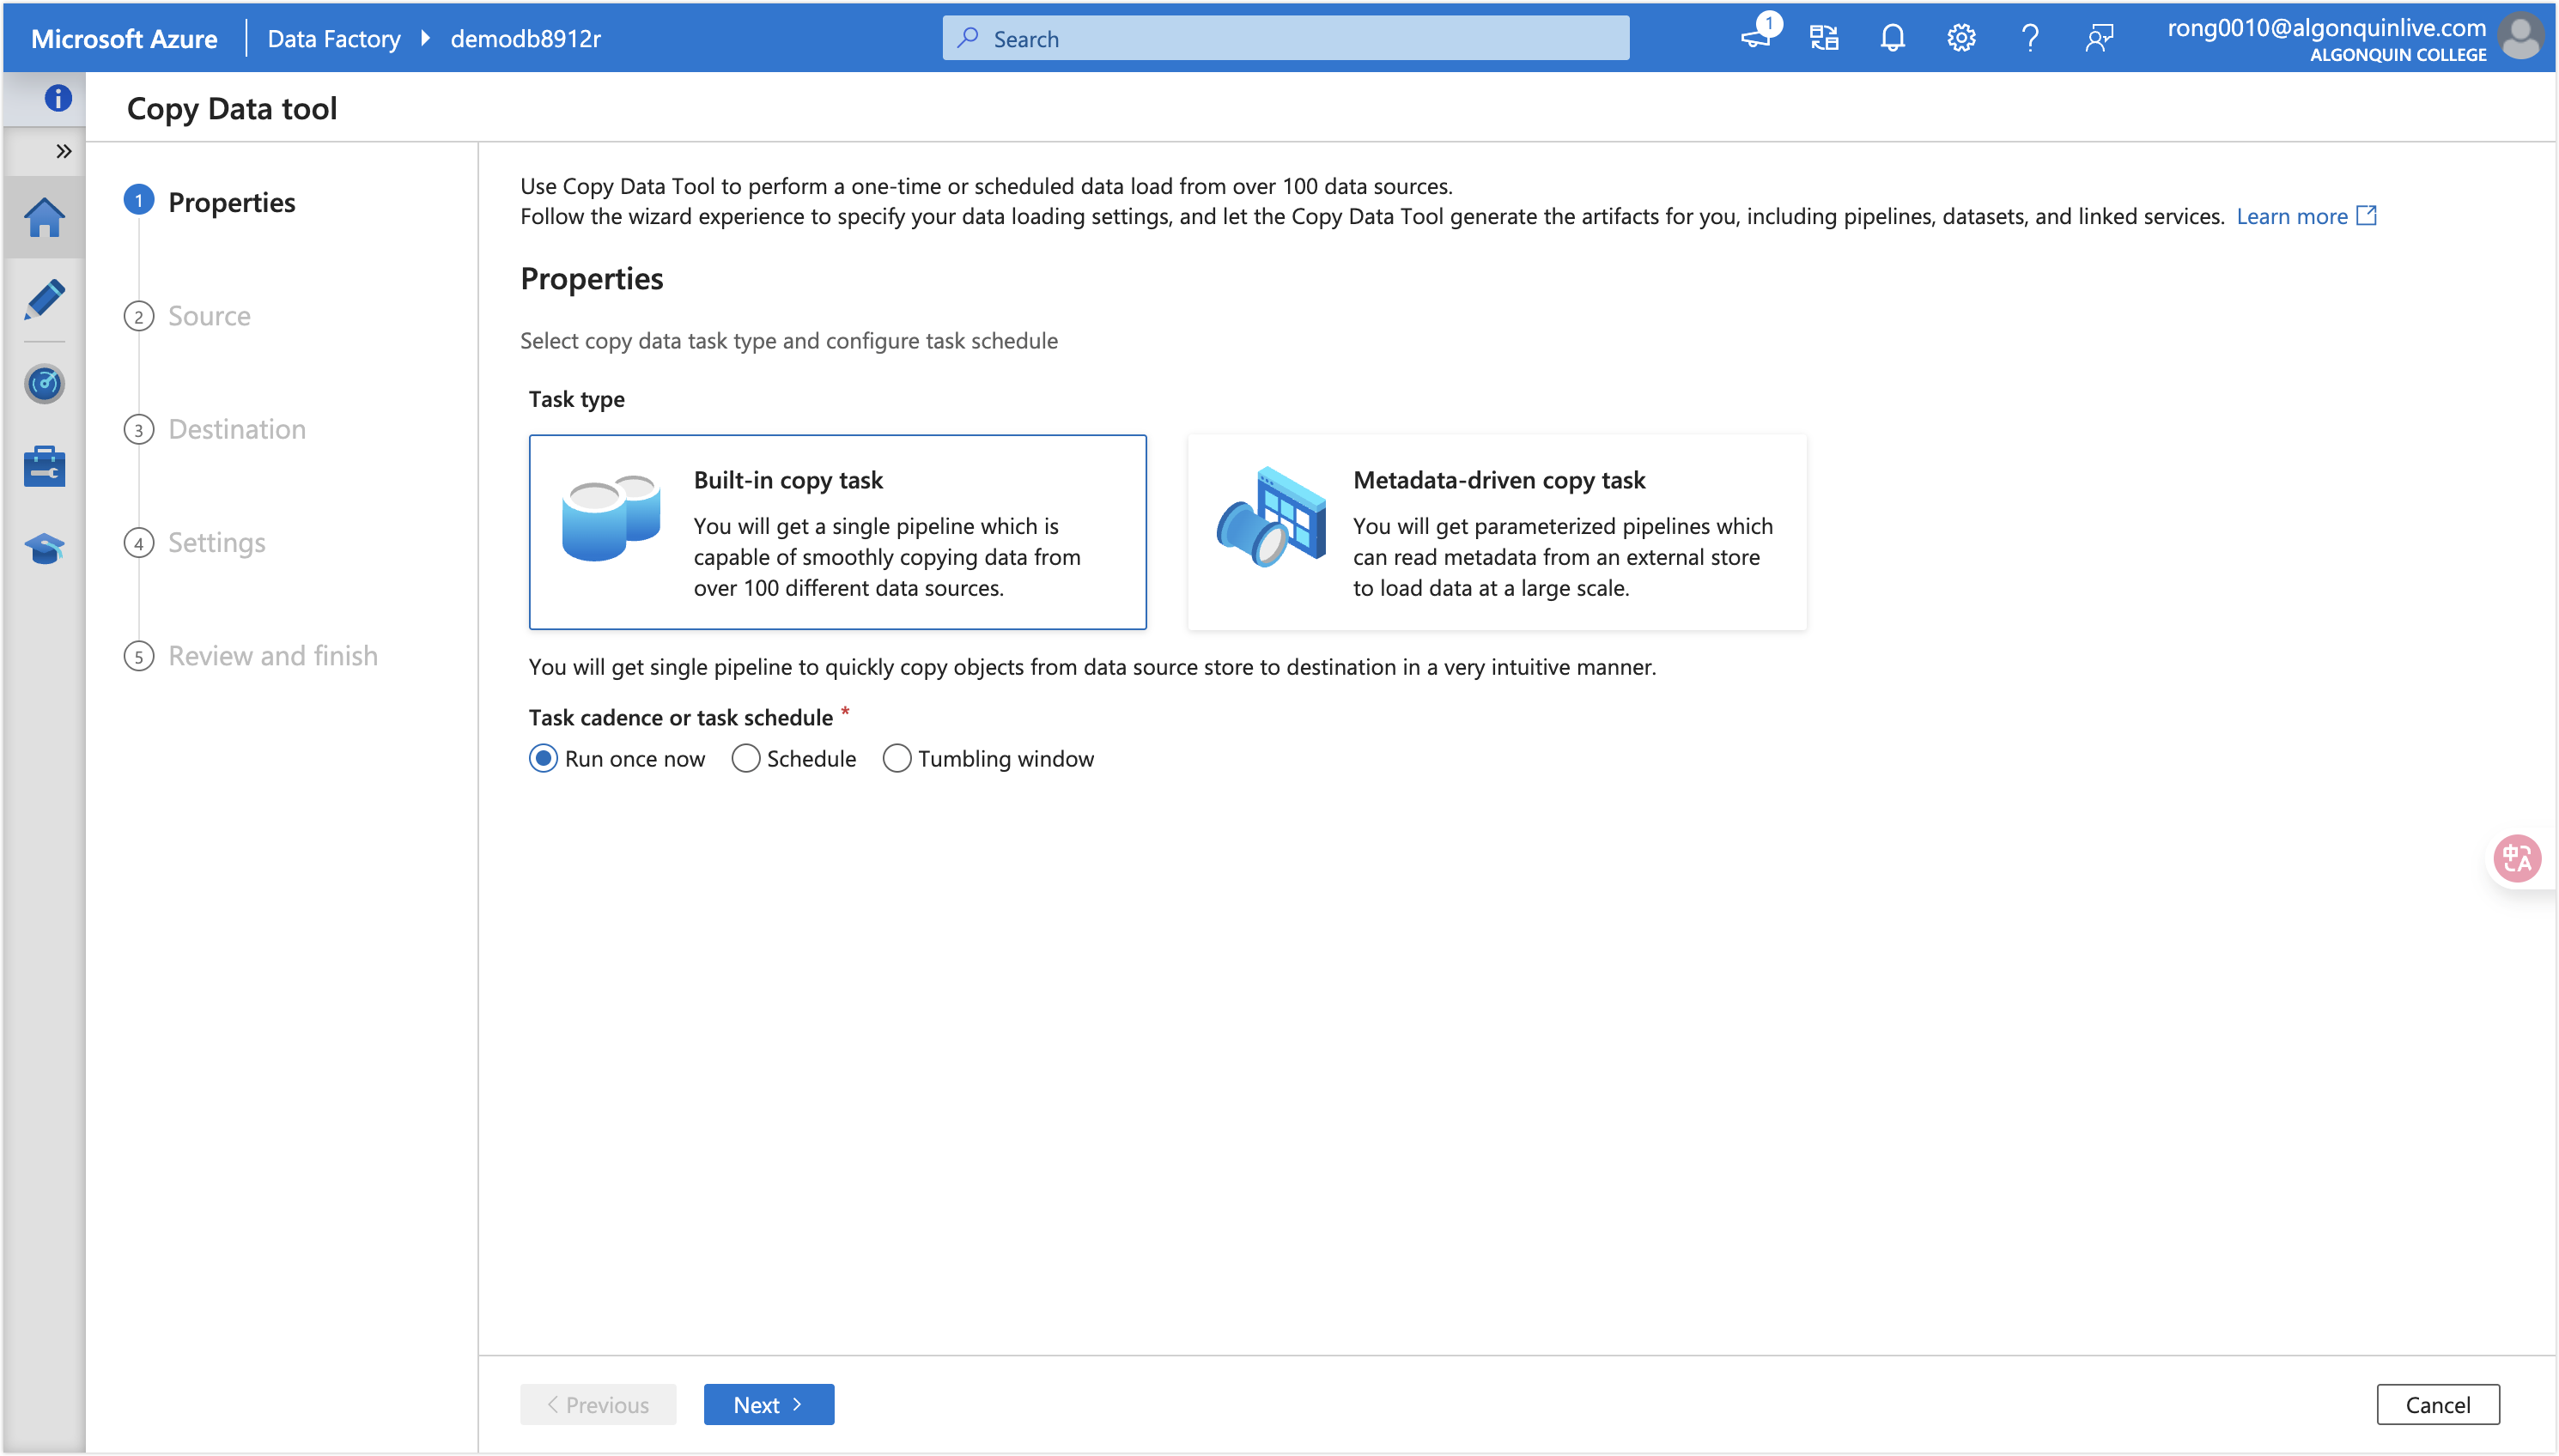 Microsoft Azure
Data Factory
demodb8912r
Search
1
rong0010@algonquinlive.com
ALGONQUIN COLLEGE
Copy Data tool
1 Properties
2 Source
3 Destination
4 Settings
5 Review and finish
Use Copy Data Tool to perform a one-time or scheduled data load from over 100 data sources.
Follow the wizard experience to specify your data loading settings, and let the Copy Data Tool generate the artifacts for you, including pipelines, datasets, and linked services. Learn more
Properties
Select copy data task type and configure task schedule
Task type
Built-in copy task
You will get a single pipeline which is
capable of smoothly copying data from
over 100 different data sources.
Metadata-driven copy task
You will get parameterized pipelines which
can read metadata from an external store
to load data at a large scale.
You will get single pipeline to quickly copy objects from data source store to destination in a very intuitive manner.
Task cadence or task schedule *
Run once now
Schedule
Tumbling window
中A
< Previous
Next >
Cancel